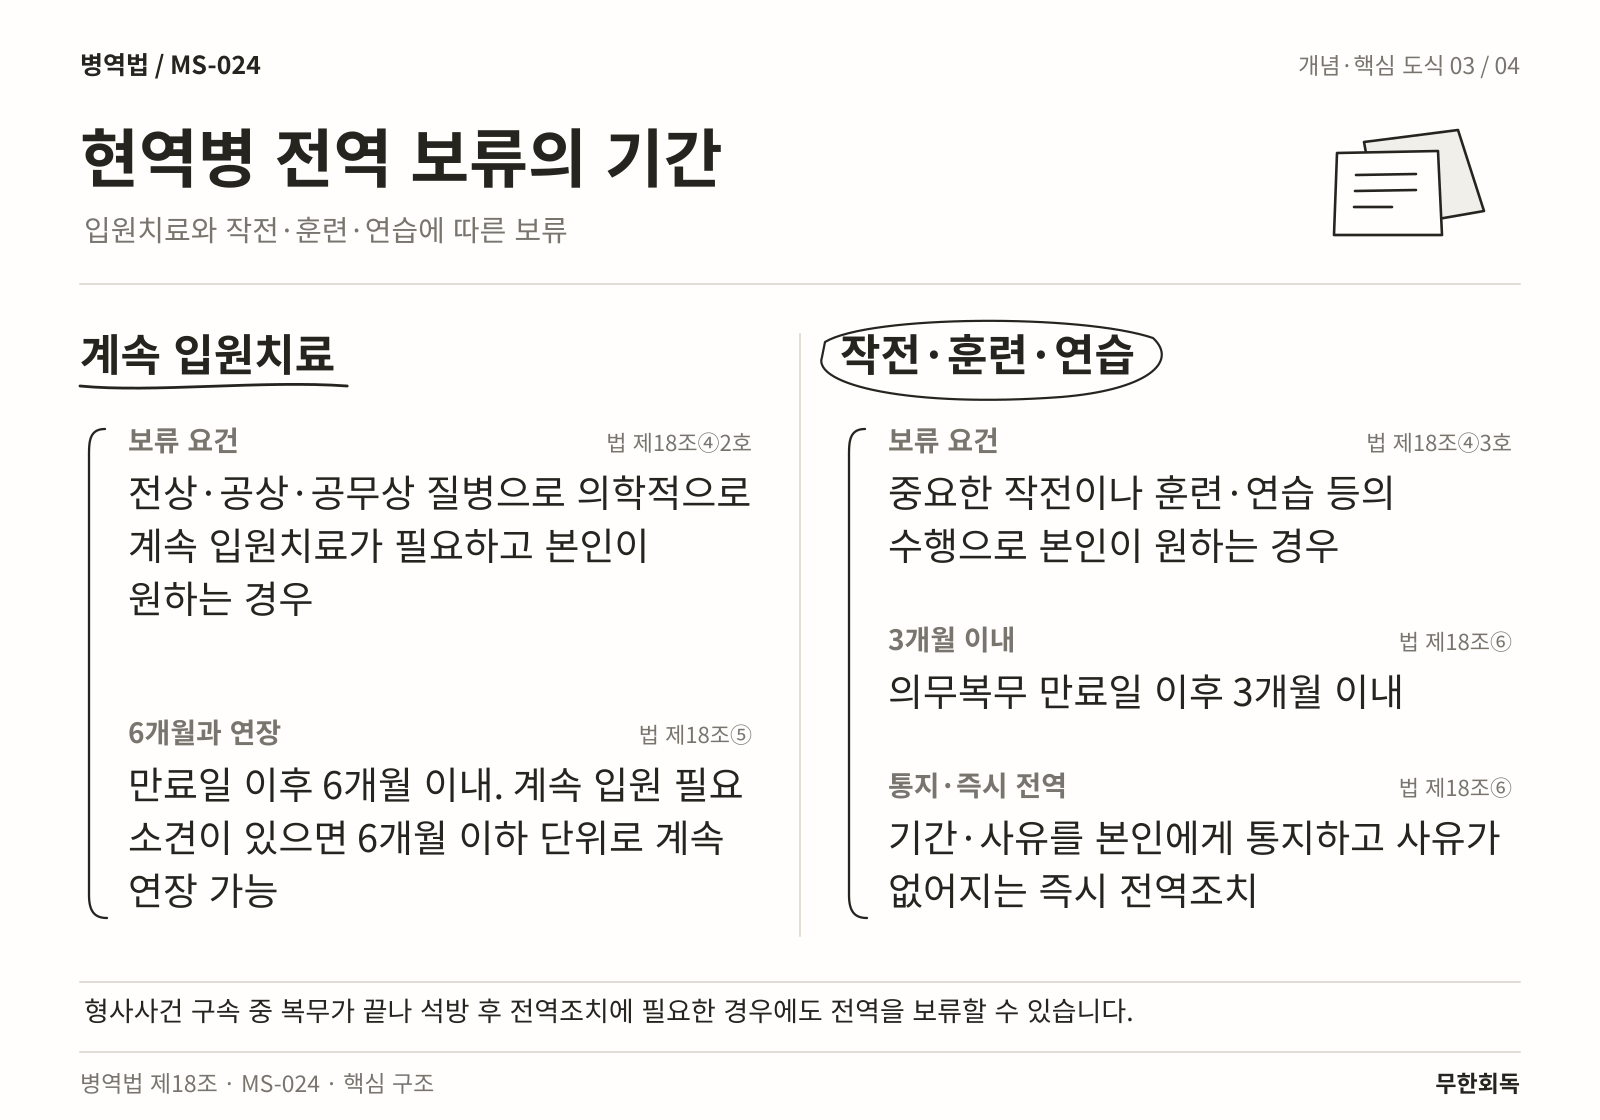 병역법 / MS-024
개념·핵심 도식 03 / 04
현역병 전역 보류의 기간
입원치료와 작전·훈련·연습에 따른 보류
계속 입원치료
보류 요건 법 제18조④2호
전상·공상·공무상 질병으로 의학적으로
계속 입원치료가 필요하고 본인이
원하는 경우
6개월과 연장 법 제18조⑤
만료일 이후 6개월 이내. 계속 입원 필요
소견이 있으면 6개월 이하 단위로 계속
연장 가능
작전·훈련·연습
보류 요건 법 제18조④3호
중요한 작전이나 훈련·연습 등의
수행으로 본인이 원하는 경우
3개월 이내 법 제18조⑥
의무복무 만료일 이후 3개월 이내
통지·즉시 전역 법 제18조⑥
기간·사유를 본인에게 통지하고 사유가
없어지는 즉시 전역조치
형사사건 구속 중 복무가 끝나 석방 후 전역조치에 필요한 경우에도 전역을 보류할 수 있습니다.
병역법 제18조 · MS-024 · 핵심 구조
무한회독